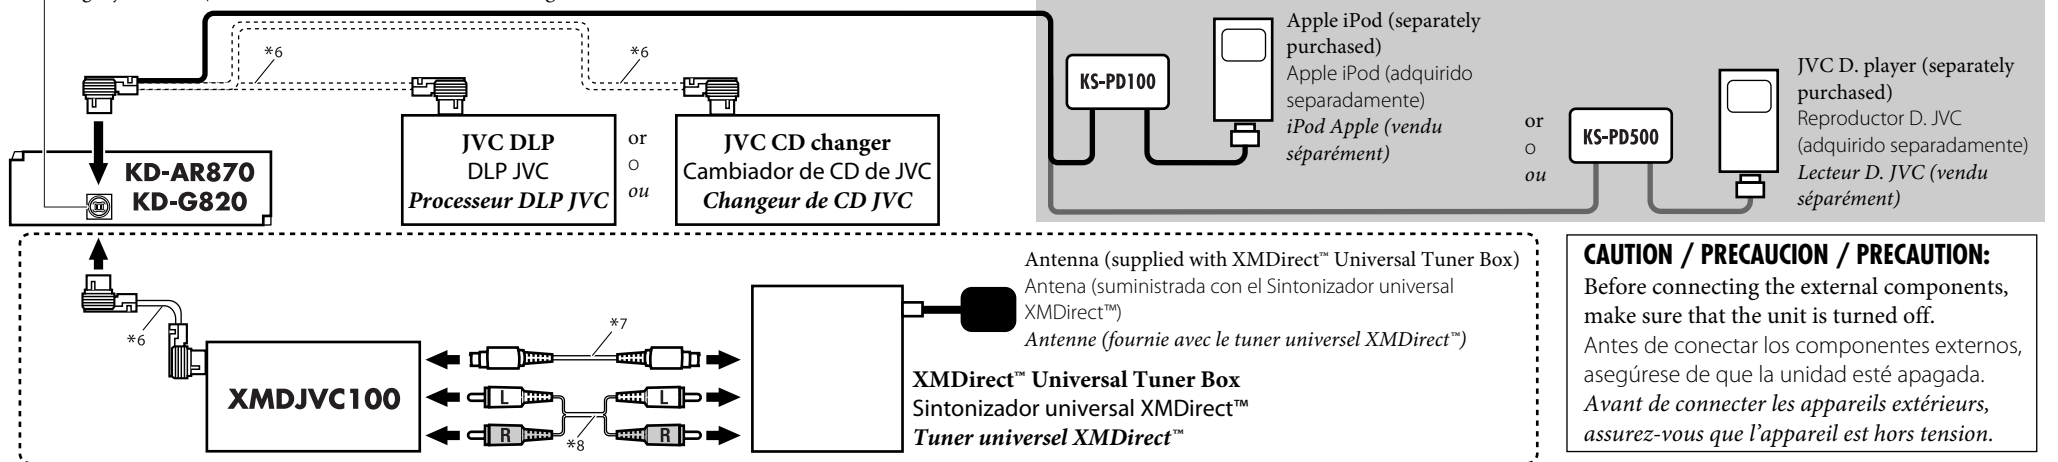 *6
*6
KD-AR870
KD-G820
JVC DLP
DLP JVC
Processeur DLP JVC
or
o
ou
JVC CD changer
Cambiador de CD de JVC
Changeur de CD JVC
KS-PD100
Apple iPod (separately
purchased)
Apple iPod (adquirido
separadamente)
iPod Apple (vendu
séparément)
or
o
ou
KS-PD500
JVC D. player (separately
purchased)
Reproductor D. JVC
(adquirido separadamente)
Lecteur D. JVC (vendu
séparément)
*6
XMDJVC100
*7
L
L
R
R
*8
Antenna (supplied with XMDirect™ Universal Tuner Box)
Antena (suministrada con el Sintonizador universal
XMDirect™)
Antenne (fournie avec le tuner universel XMDirect™)
XMDirect™ Universal Tuner Box
Sintonizador universal XMDirect™
Tuner universel XMDirect™
CAUTION / PRECAUCION / PRECAUTION:
Before connecting the external components,
make sure that the unit is turned off.
Antes de conectar los componentes externos,
asegúrese de que la unidad esté apagada.
Avant de connecter les appareils extérieurs,
assurez-vous que l'appareil est hors tension.